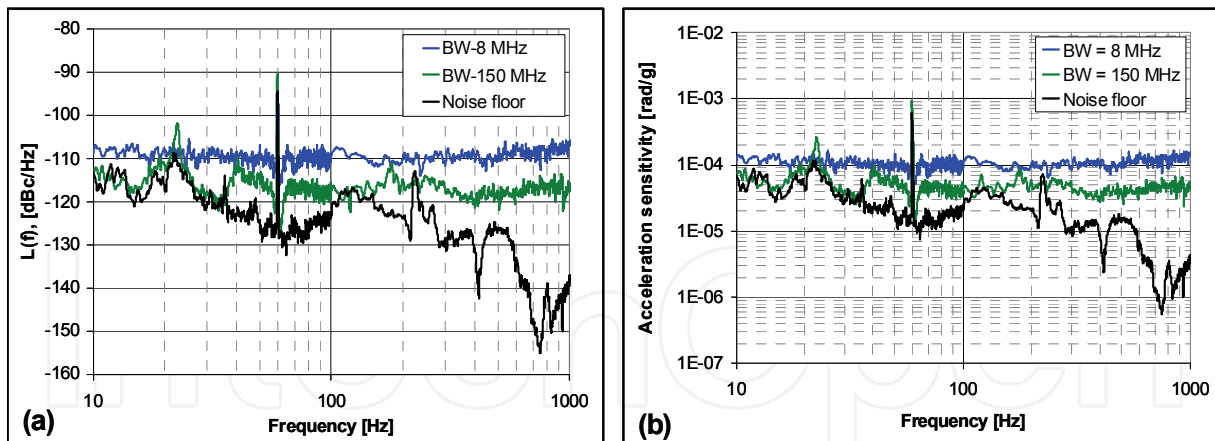 -80
-90
-100
-110
-120
-130
-140
-150
-160
L(f), [dBc/Hz]
BW-8 MHz
BW-150 MHz
Noise floor
10
100
1000
Frequency [Hz]
(a)
1E-02
1E-03
1E-04
1E-05
1E-06
1E-07
Acceleration sensitivity [rad/g]
BW = 8 MHz
BW = 150 MHz
Noise floor
10
100
1000
Frequency [Hz]
(b)